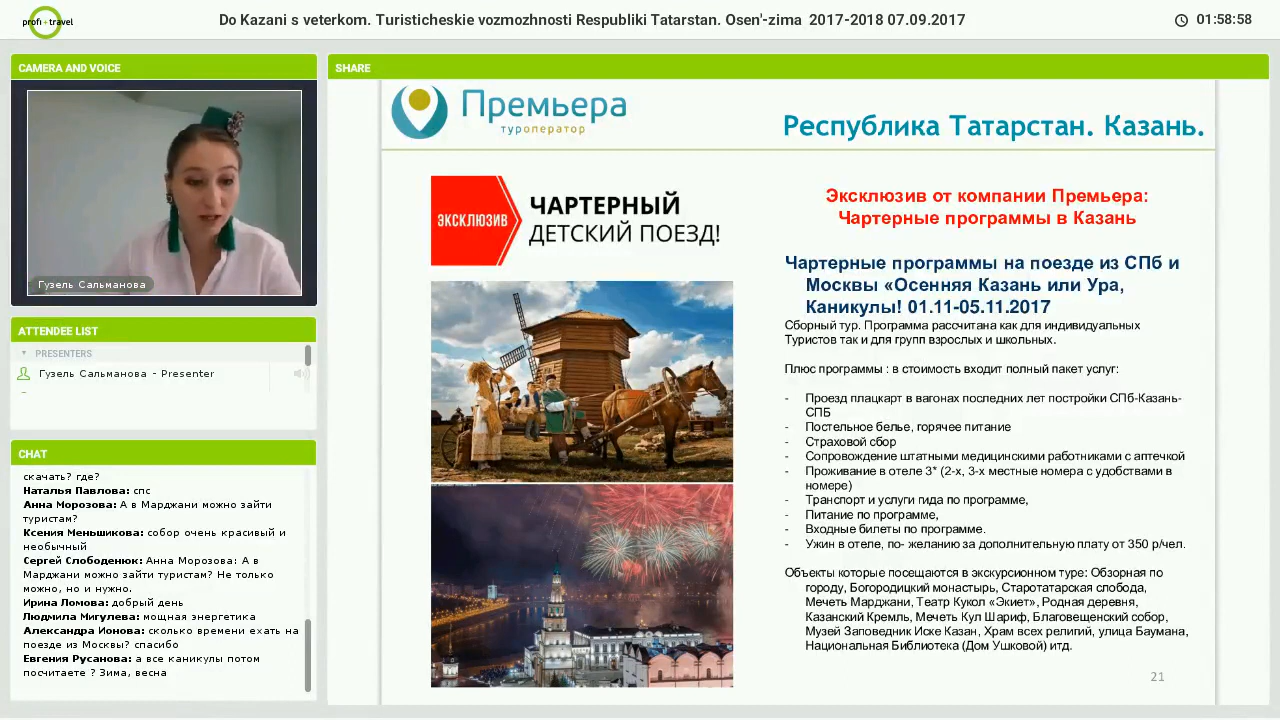 profi travel
Do Kazani s veterkom. Turisticheskie vozmozhnosti Respubliki Tatarstan. Osen'-zima 2017-2018 07.09.2017
01:58:58
CAMERA AND VOICE
Гузель Сальманова
ATTENDEE LIST
PRESENTERS
Гузель Сальманова - Presenter
CHAT
скачать? где?
Наталья Павлова: спс
Анна Морозова: А в Марджани можно зайти
туристам?
Ксения Меньшикова: собор очень красивый и
необычный
Сергей Слободенюк: Анна Морозова: А в
Марджани можно зайти туристам? Не только
можно, но и нужно.
Ирина Ломова: добрый день
Людмила Мигулева: мощная энергетика
Александра Ионова: сколько времени ехать на
поезде из Москвы? спасибо
Евгения Русанова: а все каникулы потом
посчитаете ? Зима, весна
SHARE
Премьера
туроператор
Республика Татарстан. Казань.
ЭКСКЛЮЗИВ
ЧАРТЕРНЫЙ
ДЕТСКИЙ ПОЕЗД!
Эксклюзив от компании Премьера:
Чартерные программы в Казань
Чартерные программы на поезде из СПб и
Москвы «Осенняя Казань или Ура,
Каникулы! 01.11-05.11.2017
Сборный тур. Программа рассчитана как для индивидуальных
Туристов так и для групп взрослых и школьных.
Плюс программы : в стоимость входит полный пакет услуг:
- Проезд плацкарт в вагонах последних лет постройки СПб-Казань-
СПБ
- Постельное белье, горячее питание
- Страховой сбор
- Сопровождение штатными медицинскими работниками с аптечкой
- Проживание в отеле 3* (2-х, 3-х местные номера с удобствами в
номере)
- Транспорт и услуги гида по программе,
- Питание по программе,
- Входные билеты по программе.
- Ужин в отеле, по- желанию за дополнительную плату от 350 р/чел.
Объекты которые посещаются в экскурсионном туре: Обзорная по
городу, Богородицкий монастырь, Старотатарская слобода,
Мечеть Марджани, Театр Кукол «Экиет», Родная деревня,
Казанский Кремль, Мечеть Кул Шариф, Благовещенский собор,
Музей Заповедник Иске Казан, Храм всех религий, улица Баумана,
Национальная Библиотека (Дом Ушковой) итд.
21